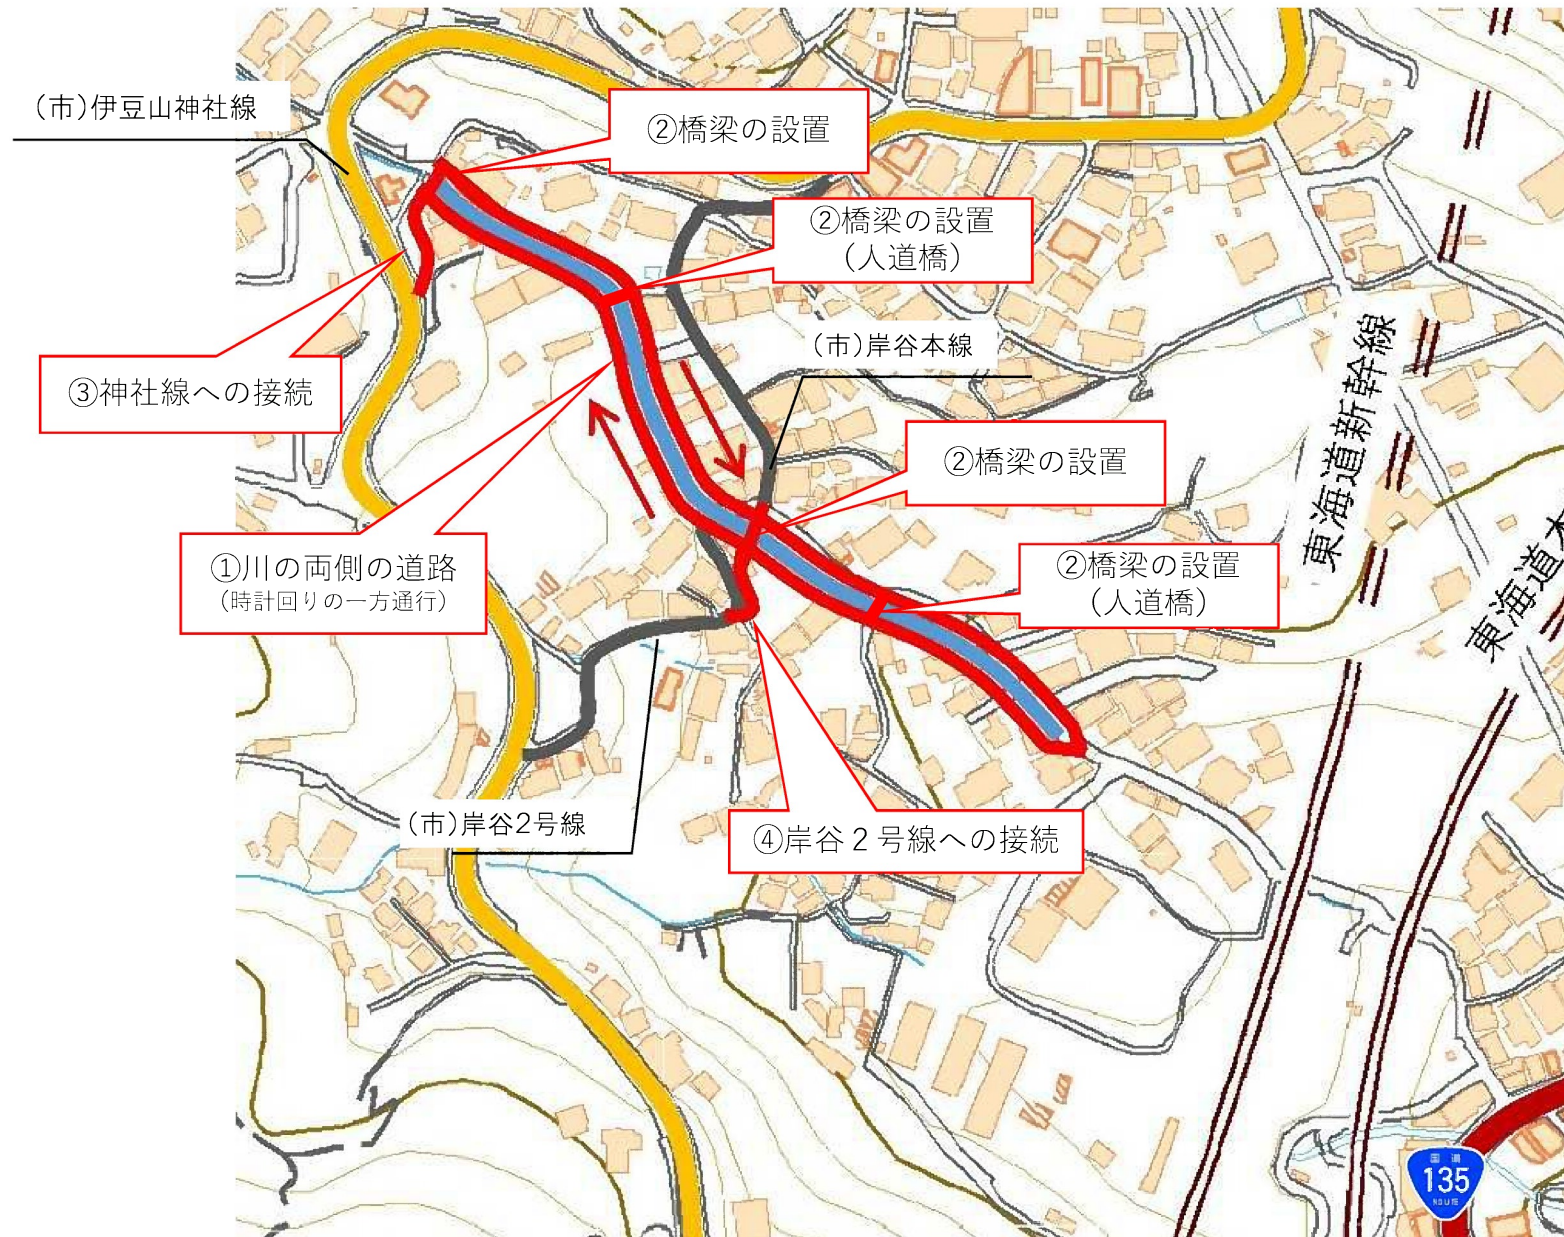 (市)伊豆山神社線
②橋梁の設置
②橋梁の設置
(人道橋)
(市)岸谷本線
③神社線への接続
②橋梁の設置
東海道新幹線
①川の両側の道路
(時計回りの一方通行)
②橋梁の設置
(人道橋)
東海道本
(市)岸谷2号線
④岸谷２号線への接続
国道
135
ROUTE